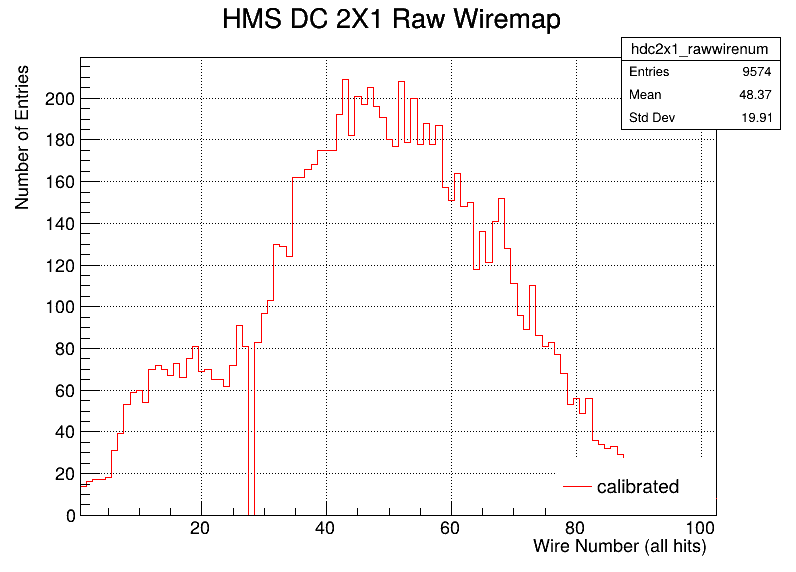 HMS DC 2X1 Raw Wiremap
hdc2x1_rawwirenum
Entries 9574
Mean 48.37
Std Dev 19.91
Number of Entries
200
180
160
140
120
100
80
60
40
20
0
20 40 60 80 100
calibrated
Wire Number (all hits)